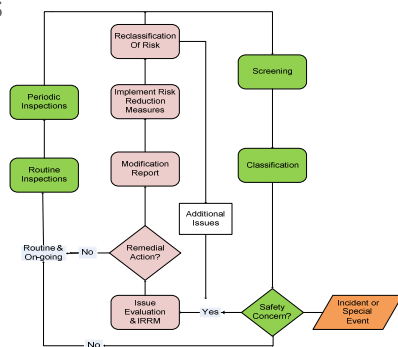 S
Reclassification
Of Risk
Screening
Periodic
Inspections
Implement Risk
Reduction
Measures
Routine
Inspections
Modification
Report
Classification
Additional
Issues
Routine &
On-going
No
Remedial
Action?
Issue
Evaluation
& IRRM
Yes
Safety
Concern?
Incident or
Special
Event
No